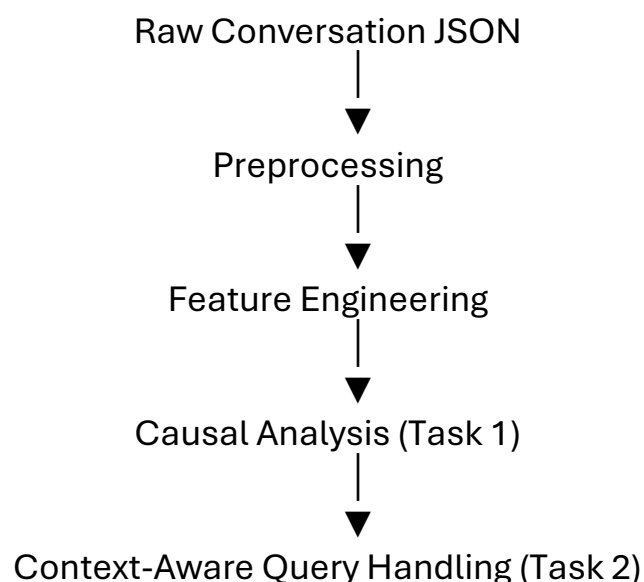 Raw Conversation JSON
Preprocessing
Feature Engineering
Causal Analysis (Task 1)
Context-Aware Query Handling (Task 2)